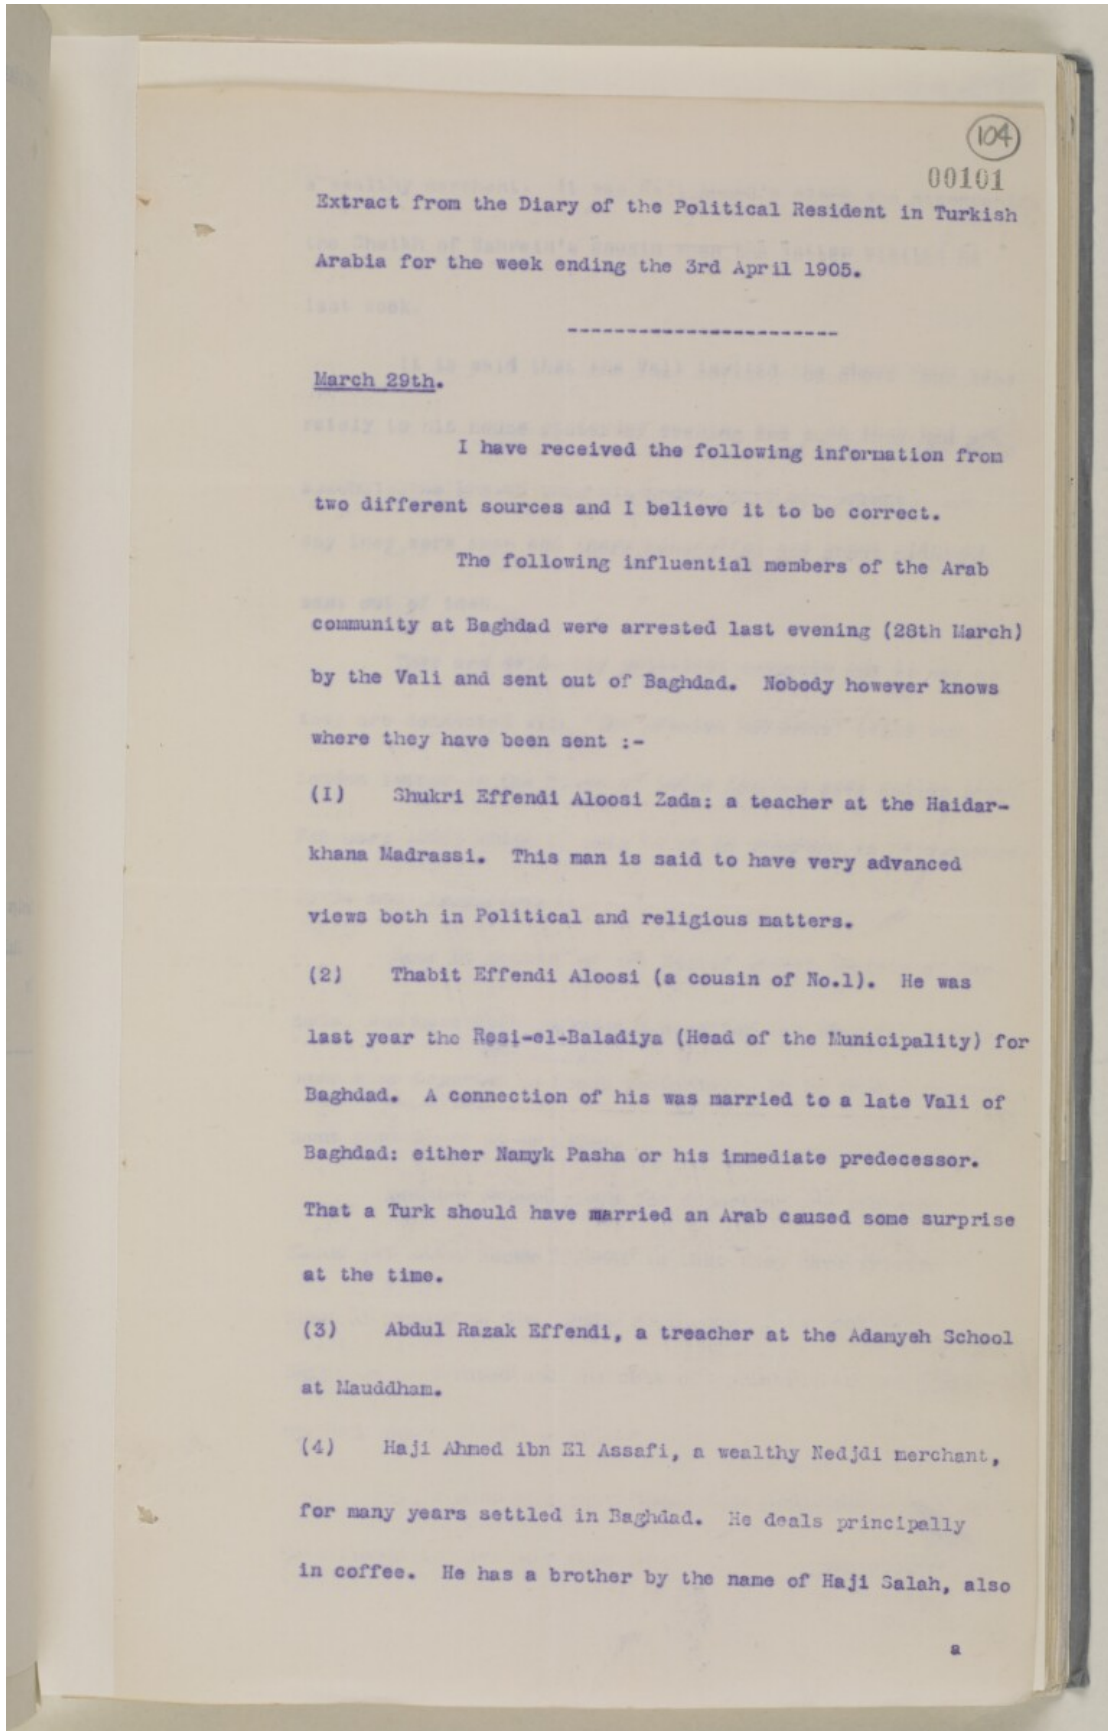 104
00101
Extract from the Diary of the Political Resident in Turkish
Arabia for the week ending the 3rd April 1905.
-----------------------
March 29th.
I have received the following information from
two different sources and I believe it to be correct.
The following influential members of the Arab
community at Baghdad were arrested last evening (28th March)
by the Vali and sent out of Baghdad. Nobody however knows
where they have been sent :-
(1) Shukri Effendi Aloosi Zada: a teacher at the Haidar-
khana Madrassi. This man is said to have very advanced
views both in Political and religious matters.
(2) Thabit Effendi Aloosi (a cousin of No.1). He was
last year the Resi-el-Baladiya (Head of the Municipality) for
Baghdad. A connection of his was married to a late Vali of
Baghdad: either Namyk Pasha or his immediate predecessor.
That a Turk should have married an Arab caused some surprise
at the time.
(3) Abdul Razak Effendi, a treacher at the Adamyeh School
at Mauddham.
(4) Haji Ahmed ibn El Assafi, a wealthy Nedjdi merchant,
for many years settled in Baghdad. He deals principally
in coffee. He has a brother by the name of Haji Salah, also
a